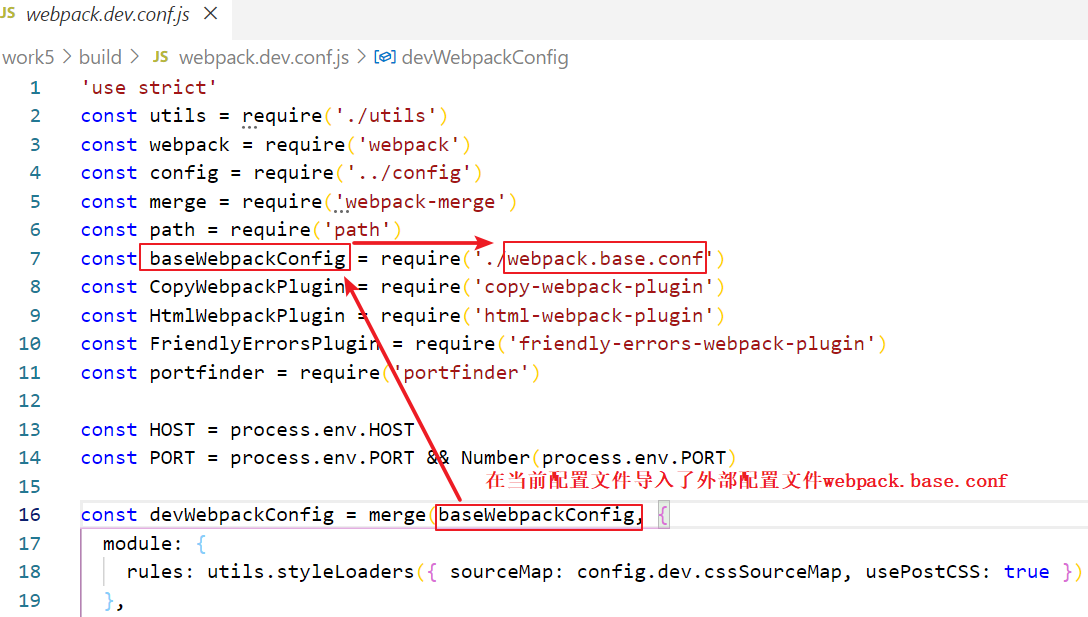 JS webpack.dev.conf.js ×
work5 > build > JS webpack.dev.conf.js > devWebpackConfig
1 'use strict'
2 const utils = require('./utils')
3 const webpack = require('webpack')
4 const config = require('../config')
5 const merge = require('webpack-merge')
6 const path = require('path')
7 const baseWebpackConfig = require('./webpack.base.conf')
8 const CopyWebpackPlugin = require('copy-webpack-plugin')
9 const HtmlWebpackPlugin = require('html-webpack-plugin')
10 const FriendlyErrorsPlugin = require('friendly-errors-webpack-plugin')
11 const portfinder = require('portfinder')
12
13 const HOST = process.env.HOST
14 const PORT = process.env.PORT && Number(process.env.PORT)
在当前配置文件导入了外部配置文件webpack.base.conf
15
16 const devWebpackConfig = merge(baseWebpackConfig, {
17 module: {
18 rules: utils.styleLoaders({ sourceMap: config.dev.cssSourceMap, usePostCSS: true })
19 },